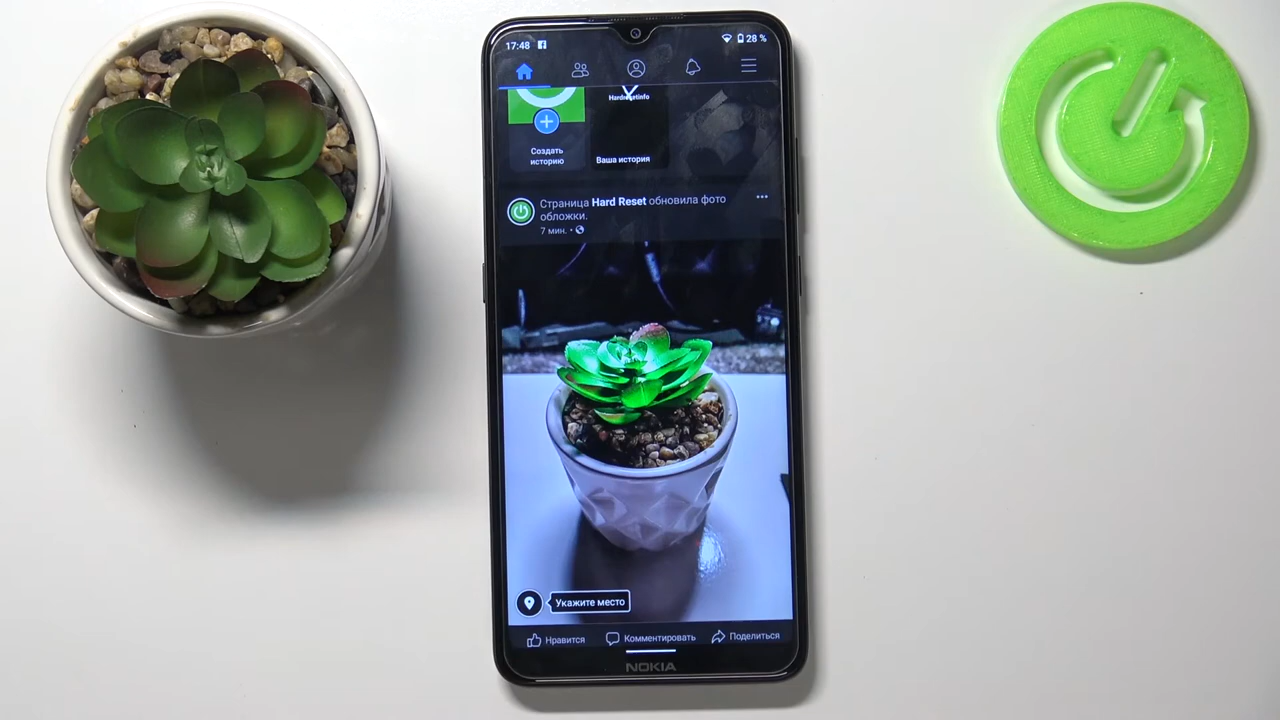 17:48
28 %
Hardresetinfo
Создать
историю
Ваша история
Страница Hard Reset обновила фото
обложки.
7 мин. •
Укажите место
Нравится
Комментировать
Поделиться
NOKIA